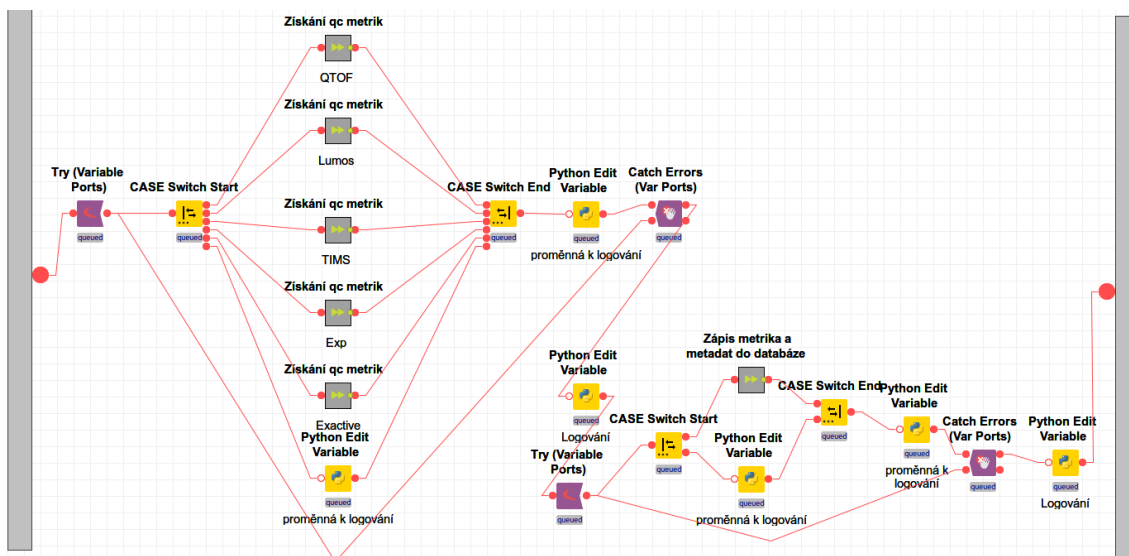 Získání qc metrik
QTOF
Získání qc metrik
Lumos
Try (Variable
Ports)
queued
CASE Switch Start
queued
Získání qc metrik
TIMS
CASE Switch End
queued
Python Edit
Variable
queued
proměnná k logování
Catch Errors
(Var Ports)
queued
Získání qc metrik
Exp
Získání qc metrik
Exactive
Python Edit
Variable
queued
proměnná k logování
Python Edit
Variable
queued
Logování
Try (Variable
Ports)
queued
CASE Switch Start
queued
Zápis metrika a
metadat do databáze
Python Edit
Variable
queued
proměnná k logování
CASE Switch End
queued
Python Edit
Variable
queued
proměnná k
logování
Catch Errors
(Var Ports)
queued
Python Edit
Variable
queued
Logování